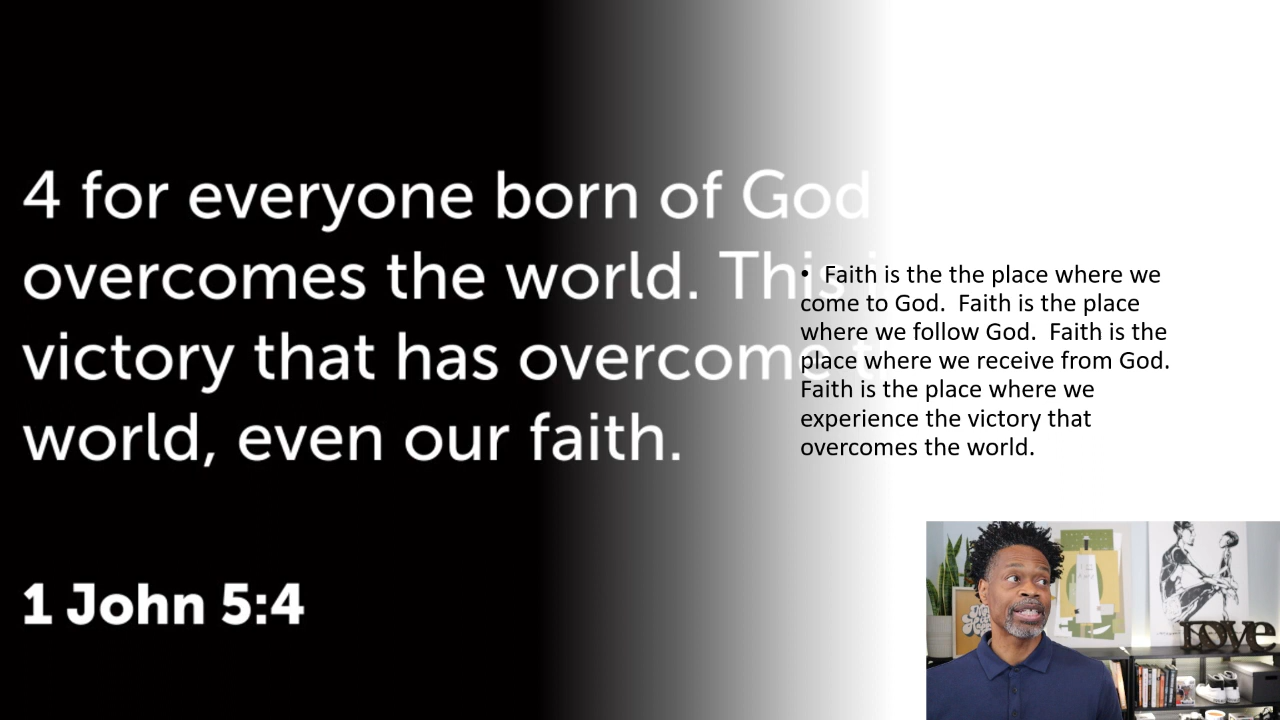 4 for everyone born of God
overcomes the world. This i
victory that has overcome t
world, even our faith.
1 John 5:4
• Faith is the the place where we
come to God.  Faith is the place
where we follow God.  Faith is the
place where we receive from God.
Faith is the place where we
experience the victory that
overcomes the world.
love